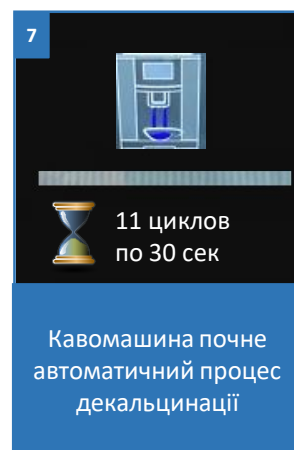 7
11 циклов
по 30 сек
Кавомашина почне
автоматичний процес
декальцинації